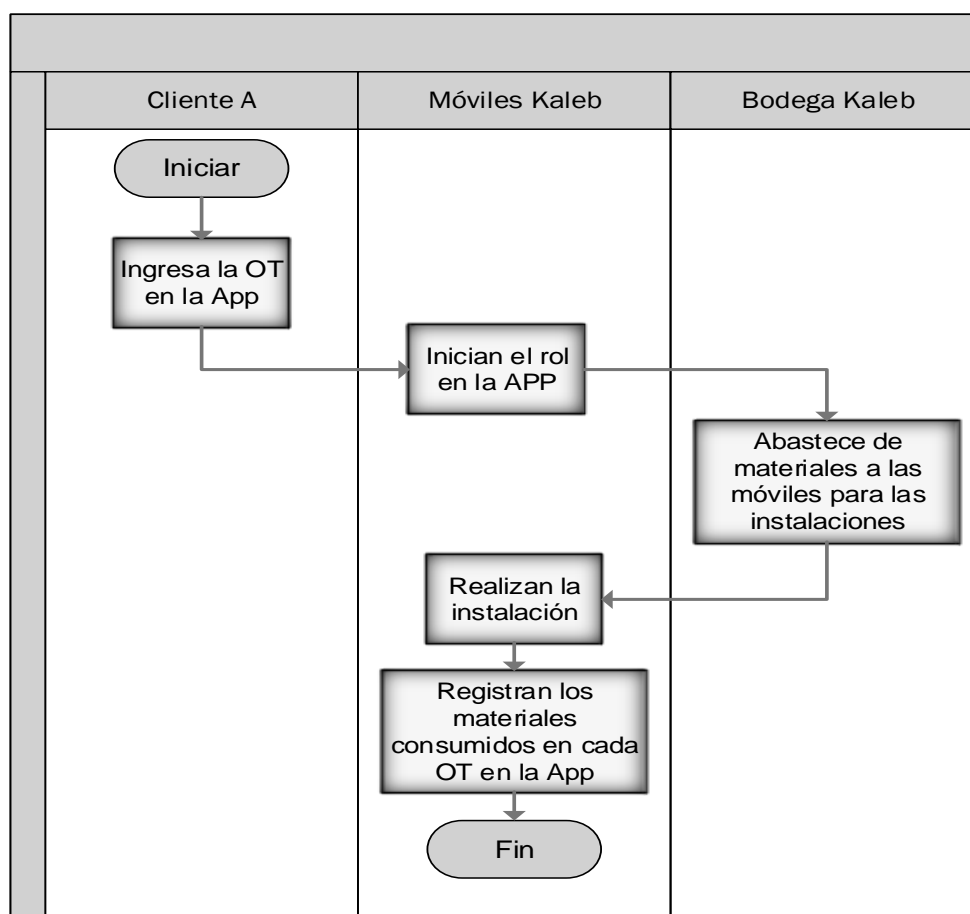 Cliente A
Móviles Kaleb
Bodega Kaleb
Iniciar
Ingresa la OT
en la App
Inician el rol
en la APP
Abastece de
materiales a las
móviles para las
instalaciones
Realizan la
instalación
Registran los
materiales
consumidos en cada
OT en la App
Fin